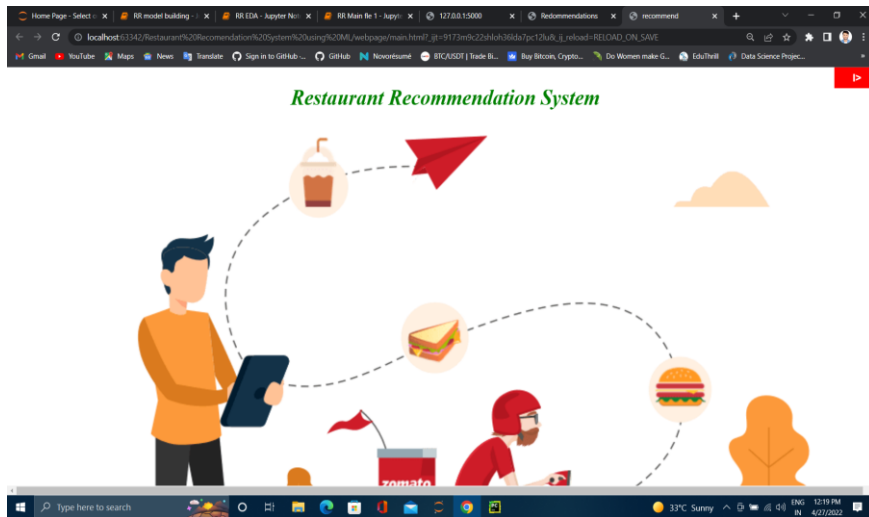 Home Page - Select o
RR model building -
RR EDA - Jupyter Not
RR Main fle 1 - Jupyt
127.0.0.1:5000
Redommendations
recommend
localhost:63342/Restaurant%20Recomendation%20System%20using%20ML/webpage/main.html?_ijt=9173m9c22shloh36lda7pc12lu&_ij_reload=RELOAD_ON_SAVE
Gmail
YouTube
Maps
News
Translate
Sign in to GitHub ·...
GitHub
Novorésumé
BTC/USDT | Trade Bi...
Buy Bitcoin, Crypto...
Do Women make G...
EduThrill
Data Science Projec...
»
|>
Restaurant Recommendation System
zomato
Type here to search
33°C Sunny
ENG
IN
12:19 PM
4/27/2022